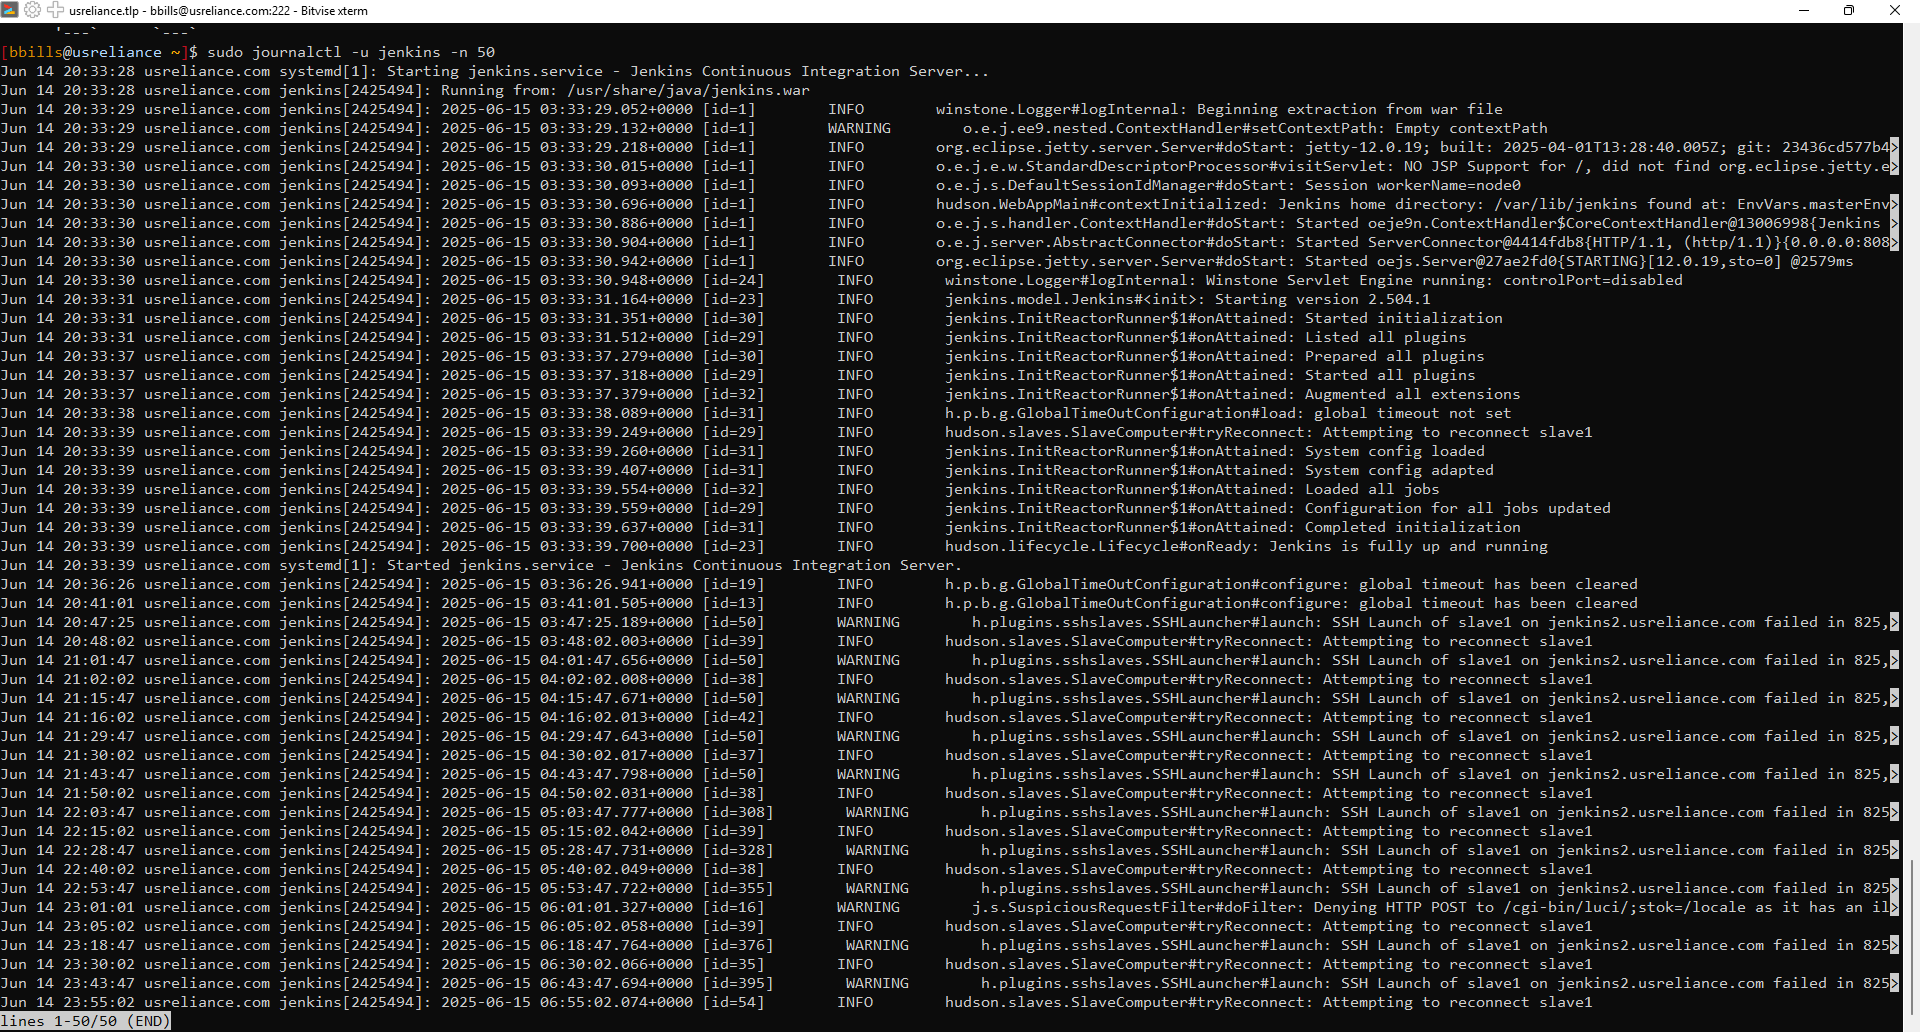 usreliance.tlp - bbills@usreliance.com:222 - Bitvise xterm
[bbills@usreliance ~]$ sudo journalctl -u jenkins -n 50
Jun 14 20:33:28 usreliance.com systemd[1]: Starting jenkins.service - Jenkins Continuous Integration Server...
Jun 14 20:33:28 usreliance.com jenkins[2425494]: Running from: /usr/share/java/jenkins.war
Jun 14 20:33:29 usreliance.com jenkins[2425494]: 2025-06-15 03:33:29.052+0000 [id=1] INFO winstone.Logger#logInternal: Beginning extraction from war file
Jun 14 20:33:29 usreliance.com jenkins[2425494]: 2025-06-15 03:33:29.132+0000 [id=1] WARNING o.e.j.ee9.nested.ContextHandler#setContextPath: Empty contextPath
Jun 14 20:33:29 usreliance.com jenkins[2425494]: 2025-06-15 03:33:29.218+0000 [id=1] INFO org.eclipse.jetty.server.Server#doStart: jetty-12.0.19; built: 2025-04-01T13:28:40.005Z; git: 23436cd577b4>
Jun 14 20:33:30 usreliance.com jenkins[2425494]: 2025-06-15 03:33:30.015+0000 [id=1] INFO o.e.j.e.w.StandardDescriptorProcessor#visitServlet: NO JSP Support for /, did not find org.eclipse.jetty.e>
Jun 14 20:33:30 usreliance.com jenkins[2425494]: 2025-06-15 03:33:30.093+0000 [id=1] INFO o.e.j.s.DefaultSessionIdManager#doStart: Session workerName=node0
Jun 14 20:33:30 usreliance.com jenkins[2425494]: 2025-06-15 03:33:30.696+0000 [id=1] INFO hudson.WebAppMain#contextInitialized: Jenkins home directory: /var/lib/jenkins found at: EnvVars.masterEnv>
Jun 14 20:33:30 usreliance.com jenkins[2425494]: 2025-06-15 03:33:30.886+0000 [id=1] INFO o.e.j.s.handler.ContextHandler#doStart: Started oeje9n.ContextHandler$CoreContextHandler@13006998{Jenkins >
Jun 14 20:33:30 usreliance.com jenkins[2425494]: 2025-06-15 03:33:30.904+0000 [id=1] INFO o.e.j.server.AbstractConnector#doStart: Started ServerConnector@4414fdb8{HTTP/1.1, (http/1.1)}{0.0.0.0:808>
Jun 14 20:33:30 usreliance.com jenkins[2425494]: 2025-06-15 03:33:30.942+0000 [id=1] INFO org.eclipse.jetty.server.Server#doStart: Started oejs.Server@27ae2fd0{STARTING}[12.0.19,sto=0] @2579ms
Jun 14 20:33:30 usreliance.com jenkins[2425494]: 2025-06-15 03:33:30.948+0000 [id=24] INFO winstone.Logger#logInternal: Winstone Servlet Engine running: controlPort=disabled
Jun 14 20:33:31 usreliance.com jenkins[2425494]: 2025-06-15 03:33:31.164+0000 [id=23] INFO jenkins.model.Jenkins#<init>: Starting version 2.504.1
Jun 14 20:33:31 usreliance.com jenkins[2425494]: 2025-06-15 03:33:31.351+0000 [id=30] INFO jenkins.InitReactorRunner$1#onAttained: Started initialization
Jun 14 20:33:31 usreliance.com jenkins[2425494]: 2025-06-15 03:33:31.512+0000 [id=29] INFO jenkins.InitReactorRunner$1#onAttained: Listed all plugins
Jun 14 20:33:37 usreliance.com jenkins[2425494]: 2025-06-15 03:33:37.279+0000 [id=30] INFO jenkins.InitReactorRunner$1#onAttained: Prepared all plugins
Jun 14 20:33:37 usreliance.com jenkins[2425494]: 2025-06-15 03:33:37.318+0000 [id=29] INFO jenkins.InitReactorRunner$1#onAttained: Started all plugins
Jun 14 20:33:37 usreliance.com jenkins[2425494]: 2025-06-15 03:33:37.379+0000 [id=32] INFO jenkins.InitReactorRunner$1#onAttained: Augmented all extensions
Jun 14 20:33:38 usreliance.com jenkins[2425494]: 2025-06-15 03:33:38.089+0000 [id=31] INFO h.p.b.g.GlobalTimeOutConfiguration#load: global timeout not set
Jun 14 20:33:39 usreliance.com jenkins[2425494]: 2025-06-15 03:33:39.249+0000 [id=29] INFO hudson.slaves.SlaveComputer#tryReconnect: Attempting to reconnect slave1
Jun 14 20:33:39 usreliance.com jenkins[2425494]: 2025-06-15 03:33:39.260+0000 [id=31] INFO jenkins.InitReactorRunner$1#onAttained: System config loaded
Jun 14 20:33:39 usreliance.com jenkins[2425494]: 2025-06-15 03:33:39.407+0000 [id=31] INFO jenkins.InitReactorRunner$1#onAttained: System config adapted
Jun 14 20:33:39 usreliance.com jenkins[2425494]: 2025-06-15 03:33:39.554+0000 [id=32] INFO jenkins.InitReactorRunner$1#onAttained: Loaded all jobs
Jun 14 20:33:39 usreliance.com jenkins[2425494]: 2025-06-15 03:33:39.559+0000 [id=29] INFO jenkins.InitReactorRunner$1#onAttained: Configuration for all jobs updated
Jun 14 20:33:39 usreliance.com jenkins[2425494]: 2025-06-15 03:33:39.637+0000 [id=31] INFO jenkins.InitReactorRunner$1#onAttained: Completed initialization
Jun 14 20:33:39 usreliance.com jenkins[2425494]: 2025-06-15 03:33:39.700+0000 [id=23] INFO hudson.lifecycle.Lifecycle#onReady: Jenkins is fully up and running
Jun 14 20:33:39 usreliance.com systemd[1]: Started jenkins.service - Jenkins Continuous Integration Server.
Jun 14 20:36:26 usreliance.com jenkins[2425494]: 2025-06-15 03:36:26.941+0000 [id=19] INFO h.p.b.g.GlobalTimeOutConfiguration#configure: global timeout has been cleared
Jun 14 20:41:01 usreliance.com jenkins[2425494]: 2025-06-15 03:41:01.505+0000 [id=13] INFO h.p.b.g.GlobalTimeOutConfiguration#configure: global timeout has been cleared
Jun 14 20:47:25 usreliance.com jenkins[2425494]: 2025-06-15 03:47:25.189+0000 [id=50] WARNING h.plugins.sshslaves.SSHLauncher#launch: SSH Launch of slave1 on jenkins2.usreliance.com failed in 825,>
Jun 14 20:48:02 usreliance.com jenkins[2425494]: 2025-06-15 03:48:02.003+0000 [id=39] INFO hudson.slaves.SlaveComputer#tryReconnect: Attempting to reconnect slave1
Jun 14 21:01:47 usreliance.com jenkins[2425494]: 2025-06-15 04:01:47.656+0000 [id=50] WARNING h.plugins.sshslaves.SSHLauncher#launch: SSH Launch of slave1 on jenkins2.usreliance.com failed in 825,>
Jun 14 21:02:02 usreliance.com jenkins[2425494]: 2025-06-15 04:02:02.008+0000 [id=38] INFO hudson.slaves.SlaveComputer#tryReconnect: Attempting to reconnect slave1
Jun 14 21:15:47 usreliance.com jenkins[2425494]: 2025-06-15 04:15:47.671+0000 [id=50] WARNING h.plugins.sshslaves.SSHLauncher#launch: SSH Launch of slave1 on jenkins2.usreliance.com failed in 825,>
Jun 14 21:16:02 usreliance.com jenkins[2425494]: 2025-06-15 04:16:02.013+0000 [id=42] INFO hudson.slaves.SlaveComputer#tryReconnect: Attempting to reconnect slave1
Jun 14 21:29:47 usreliance.com jenkins[2425494]: 2025-06-15 04:29:47.643+0000 [id=50] WARNING h.plugins.sshslaves.SSHLauncher#launch: SSH Launch of slave1 on jenkins2.usreliance.com failed in 825,>
Jun 14 21:30:02 usreliance.com jenkins[2425494]: 2025-06-15 04:30:02.017+0000 [id=37] INFO hudson.slaves.SlaveComputer#tryReconnect: Attempting to reconnect slave1
Jun 14 21:43:47 usreliance.com jenkins[2425494]: 2025-06-15 04:43:47.798+0000 [id=50] WARNING h.plugins.sshslaves.SSHLauncher#launch: SSH Launch of slave1 on jenkins2.usreliance.com failed in 825,>
Jun 14 21:50:02 usreliance.com jenkins[2425494]: 2025-06-15 04:50:02.031+0000 [id=38] INFO hudson.slaves.SlaveComputer#tryReconnect: Attempting to reconnect slave1
Jun 14 22:03:47 usreliance.com jenkins[2425494]: 2025-06-15 05:03:47.777+0000 [id=308] WARNING h.plugins.sshslaves.SSHLauncher#launch: SSH Launch of slave1 on jenkins2.usreliance.com failed in 825>
Jun 14 22:15:02 usreliance.com jenkins[2425494]: 2025-06-15 05:15:02.042+0000 [id=39] INFO hudson.slaves.SlaveComputer#tryReconnect: Attempting to reconnect slave1
Jun 14 22:28:47 usreliance.com jenkins[2425494]: 2025-06-15 05:28:47.731+0000 [id=328] WARNING h.plugins.sshslaves.SSHLauncher#launch: SSH Launch of slave1 on jenkins2.usreliance.com failed in 825>
Jun 14 22:40:02 usreliance.com jenkins[2425494]: 2025-06-15 05:40:02.049+0000 [id=38] INFO hudson.slaves.SlaveComputer#tryReconnect: Attempting to reconnect slave1
Jun 14 22:53:47 usreliance.com jenkins[2425494]: 2025-06-15 05:53:47.722+0000 [id=355] WARNING h.plugins.sshslaves.SSHLauncher#launch: SSH Launch of slave1 on jenkins2.usreliance.com failed in 825>
Jun 14 23:01:01 usreliance.com jenkins[2425494]: 2025-06-15 06:01:01.327+0000 [id=16] WARNING j.s.SuspiciousRequestFilter#doFilter: Denying HTTP POST to /cgi-bin/luci/;stok=/locale as it has an il>
Jun 14 23:05:02 usreliance.com jenkins[2425494]: 2025-06-15 06:05:02.058+0000 [id=39] INFO hudson.slaves.SlaveComputer#tryReconnect: Attempting to reconnect slave1
Jun 14 23:18:47 usreliance.com jenkins[2425494]: 2025-06-15 06:18:47.764+0000 [id=376] WARNING h.plugins.sshslaves.SSHLauncher#launch: SSH Launch of slave1 on jenkins2.usreliance.com failed in 825>
Jun 14 23:30:02 usreliance.com jenkins[2425494]: 2025-06-15 06:30:02.066+0000 [id=35] INFO hudson.slaves.SlaveComputer#tryReconnect: Attempting to reconnect slave1
Jun 14 23:43:47 usreliance.com jenkins[2425494]: 2025-06-15 06:43:47.694+0000 [id=395] WARNING h.plugins.sshslaves.SSHLauncher#launch: SSH Launch of slave1 on jenkins2.usreliance.com failed in 825>
Jun 14 23:55:02 usreliance.com jenkins[2425494]: 2025-06-15 06:55:02.074+0000 [id=54] INFO hudson.slaves.SlaveComputer#tryReconnect: Attempting to reconnect slave1
lines 1-50/50 (END)